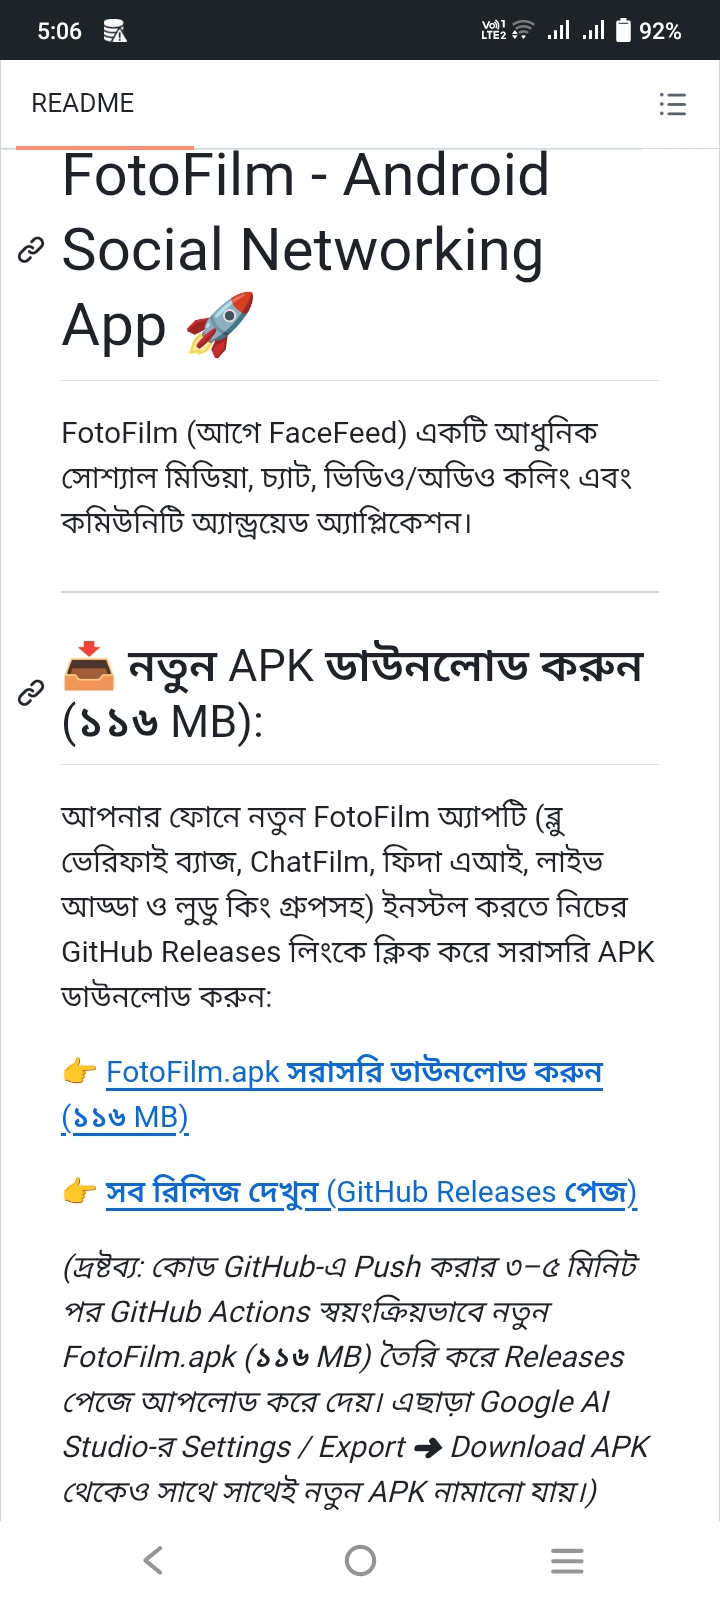 5:06
Vo))1
LTE2
92%
README
FotoFilm - Android
Social Networking
App 🚀
FotoFilm (আগে FaceFeed) একটি আধুনিক
সোশ্যাল মিডিয়া, চ্যাট, ভিডিও/অডিও কলিং এবং
কমিউনিটি অ্যান্ড্রয়েড অ্যাপ্লিকেশন।
📥 নতুন APK ডাউনলোড করুন
(১১৬ MB):
আপনার ফোনে নতুন FotoFilm অ্যাপটি (ব্লু
ভেরিফাই ব্যাজ, ChatFilm, ফিদা এআই, লাইভ
আড্ডা ও লুডু কিং গ্রুপসহ) ইনস্টল করতে নিচের
GitHub Releases লিংকে ক্লিক করে সরাসরি APK
ডাউনলোড করুন:
👉 FotoFilm.apk সরাসরি ডাউনলোড করুন
(১১৬ MB)
👉 সব রিলিজ দেখুন (GitHub Releases পেজ)
(দ্রষ্টব্য: কোড GitHub-এ Push করার ৩–৫ মিনিট
পর GitHub Actions স্বয়ংক্রিয়ভাবে নতুন
FotoFilm.apk (১১৬ MB) তৈরি করে Releases
পেজে আপলোড করে দেয়। এছাড়া Google AI
Studio-র Settings / Export ➔ Download APK
থেকেও সাথে সাথেই নতুন APK নামানো যায়।)